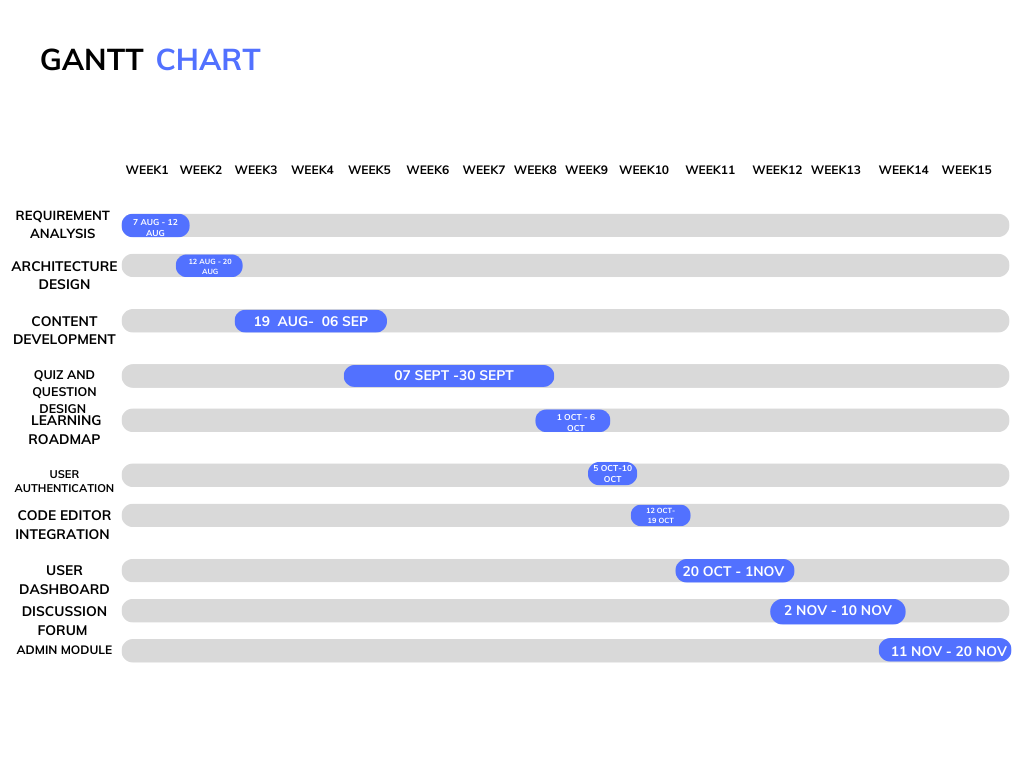 GANTT CHART
WEEK1 WEEK2 WEEK3 WEEK4 WEEK5 WEEK6 WEEK7 WEEK8 WEEK9 WEEK10 WEEK11 WEEK12 WEEK13 WEEK14 WEEK15
REQUIREMENT
ANALYSIS
7 AUG - 12
AUG
ARCHITECTURE
DESIGN
12 AUG - 20
AUG
CONTENT
DEVELOPMENT
19 AUG- 06 SEP
QUIZ AND
QUESTION
DESIGN
07 SEPT -30 SEPT
LEARNING
ROADMAP
1 OCT - 6
OCT
USER
AUTHENTICATION
5 OCT-10
OCT
CODE EDITOR
INTEGRATION
12 OCT-
19 OCT
USER
DASHBOARD
20 OCT - 1NOV
DISCUSSION
FORUM
2 NOV - 10 NOV
ADMIN MODULE
11 NOV - 20 NOV